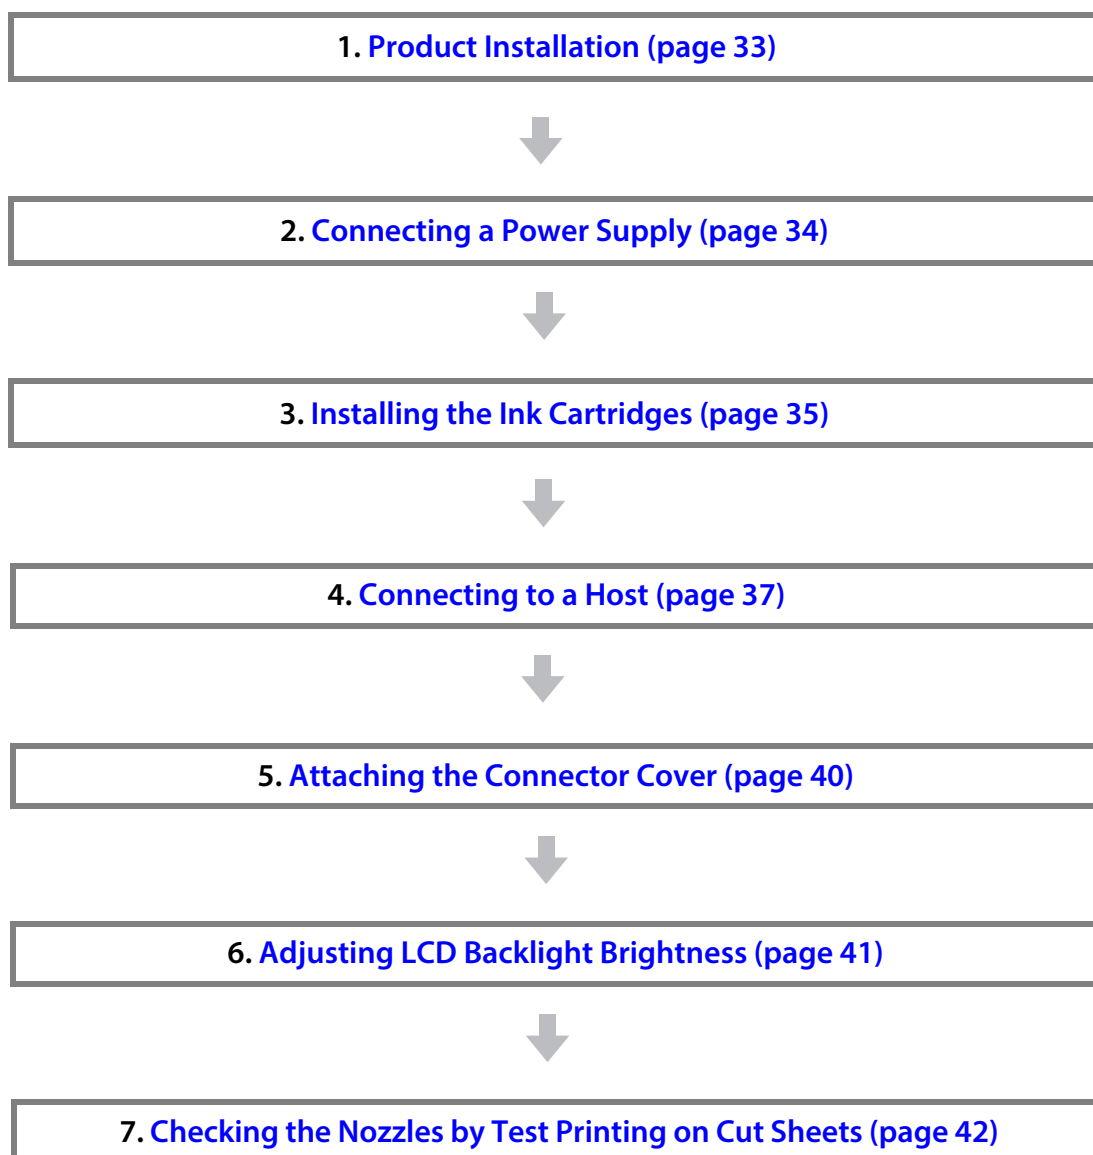 1. Product Installation (page 33)
2. Connecting a Power Supply (page 34)
3. Installing the Ink Cartridges (page 35)
4. Connecting to a Host (page 37)
5. Attaching the Connector Cover (page 40)
6. Adjusting LCD Backlight Brightness (page 41)
7. Checking the Nozzles by Test Printing on Cut Sheets (page 42)